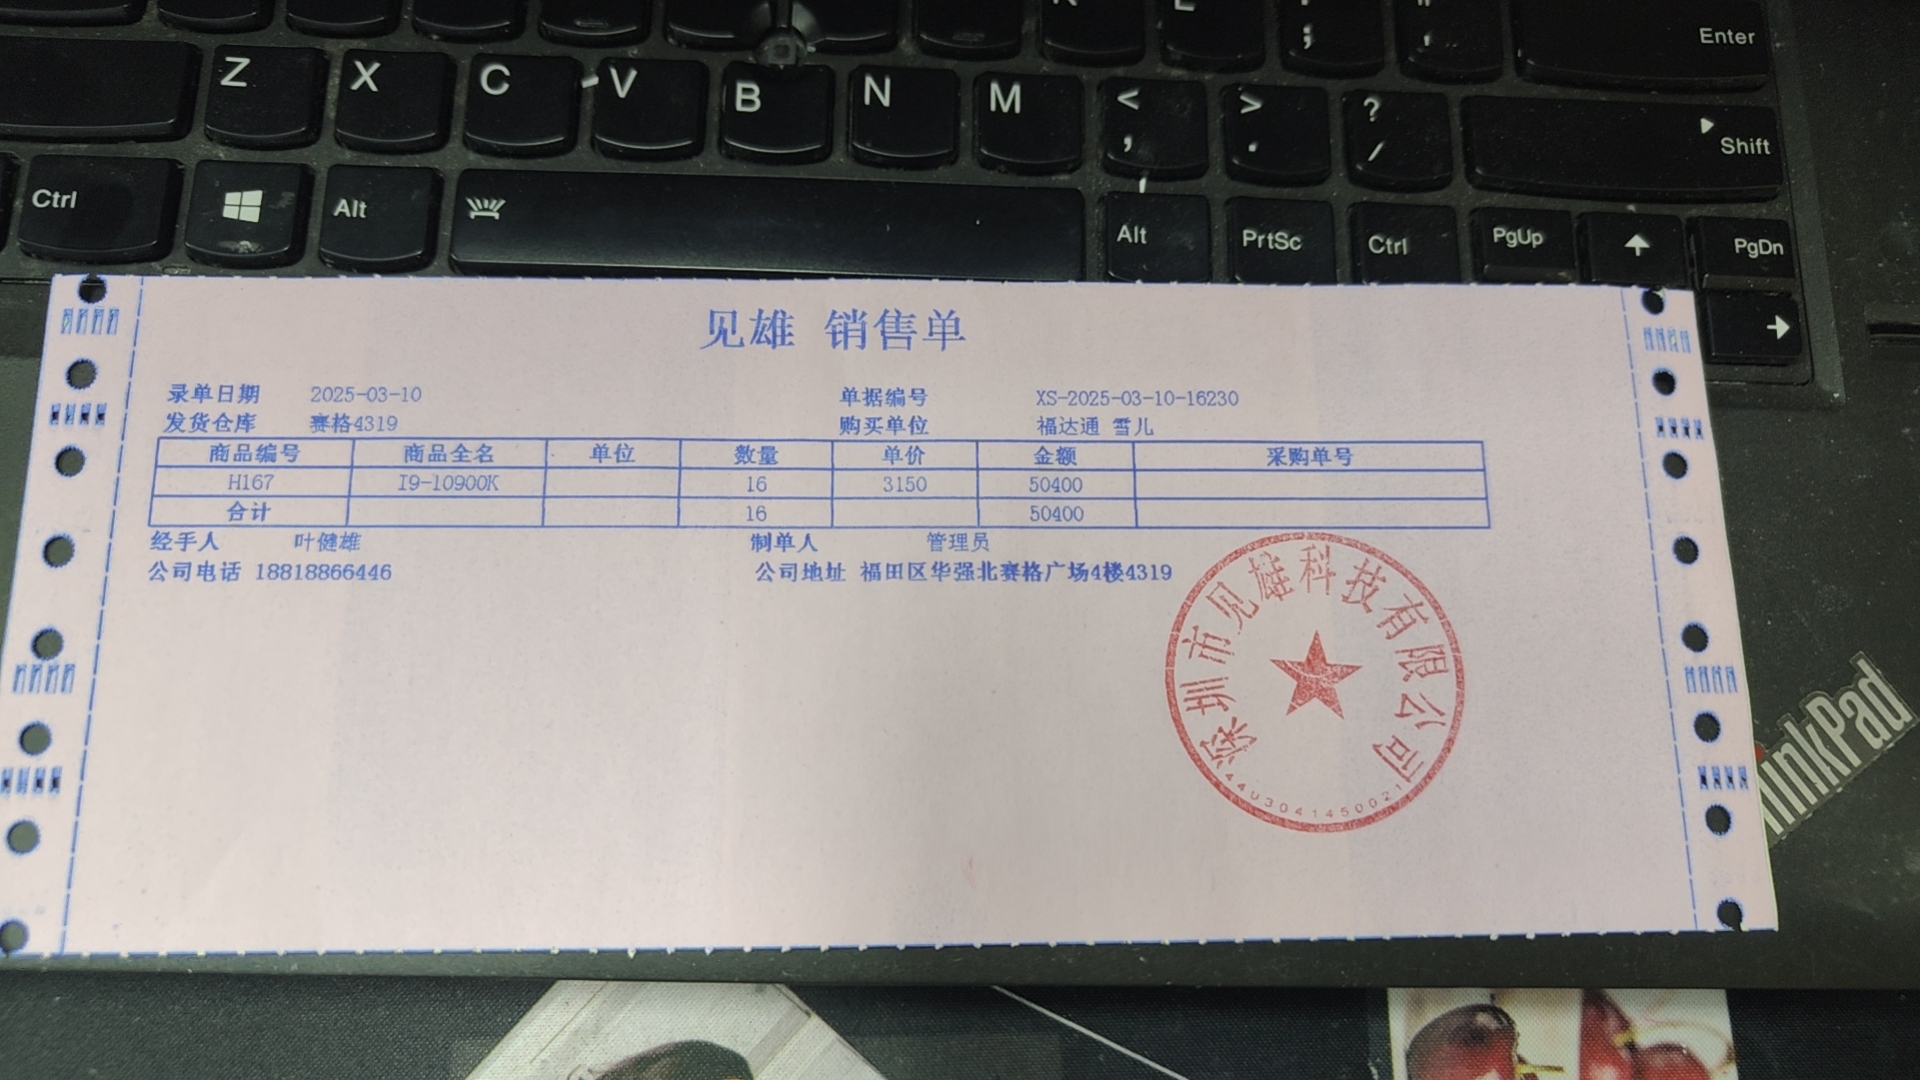 K L : ; " '
Enter
Z X C V B N M < , > . ? / Shift
Ctrl Alt Alt PrtSc Ctrl PgUp PgDn
见雄 销售单
录单日期 2025-03-10 单据编号 XS-2025-03-10-16230
发货仓库 赛格4319 购买单位 福达通 雪儿
商品编号 商品全名 单位 数量 单价 金额 采购单号
H167 I9-10900K 16 3150 50400
合计 16 50400
经手人 叶健雄 制单人 管理员
公司电话 18818866446 公司地址 福田区华强北赛格广场4楼4319
深圳市见雄科技有限公司
ThinkPad